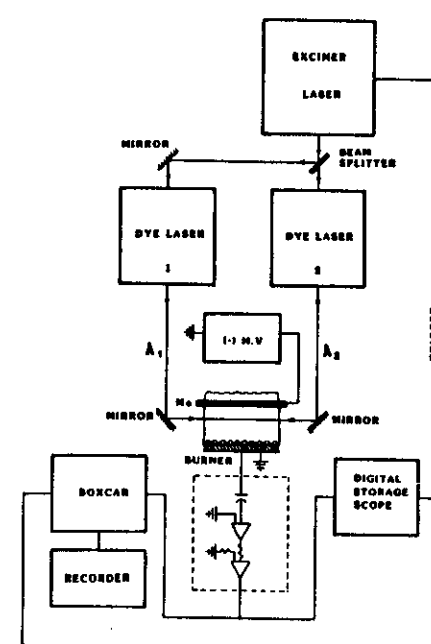 EXCIMER
LASER
MIRROR
BEAM
SPLITTER
DYE LASER
1
DYE LASER
2
(-) H.V
λ1
λ2
MIRROR
MIRROR
BURNER
BOXCAR
DIGITAL
STORAGE
SCOPE
RECORDER